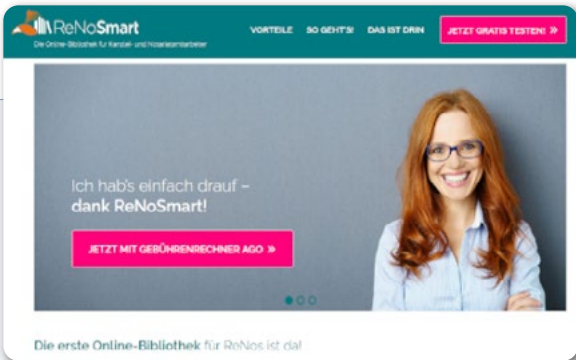 ReNoSmart
Die Online-Bibliothek für Kanzlei- und Notariatsmitarbeiter
VORTEILE SO GEHT'S! DAS IST DRIN JETZT GRATIS TESTEN! »
Ich hab's einfach drauf –
dank ReNoSmart!
JETZT MIT GEBÜHRENRECHNER AGO »
Die erste Online-Bibliothek für ReNos ist da!